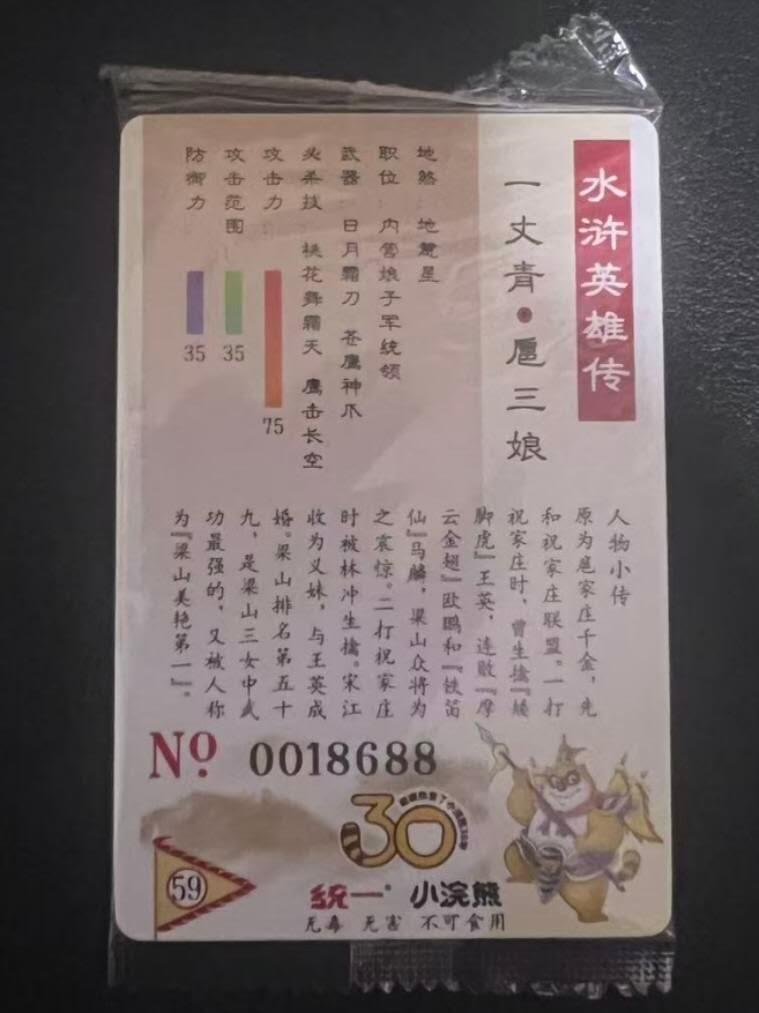 水浒英雄传
一丈青·扈三娘
地煞 地慧星
职位 内营娘子军统领
武器 日月霜刀 苍鹰神爪
必杀技 桃花舞霜天 鹰击长空
攻击力
75
攻击范围
35
防御力
35
人物小传
原为扈家庄千金,先
和祝家庄联盟。一打
祝家庄时,曾生擒『矮
脚虎』王英,连败『摩
云金翅』欧鹏和『铁笛
仙』马麟,梁山众将为
之震惊。二打祝家庄
时被林冲生擒。宋江
收为义妹,与王英成
婚。梁山排名第五十
九,是梁山三女中武
功最强的,又被人称
为『梁山美艳第一』。
Nº 0018688
30
59
统一 小浣熊
无毒 无害 不可食用